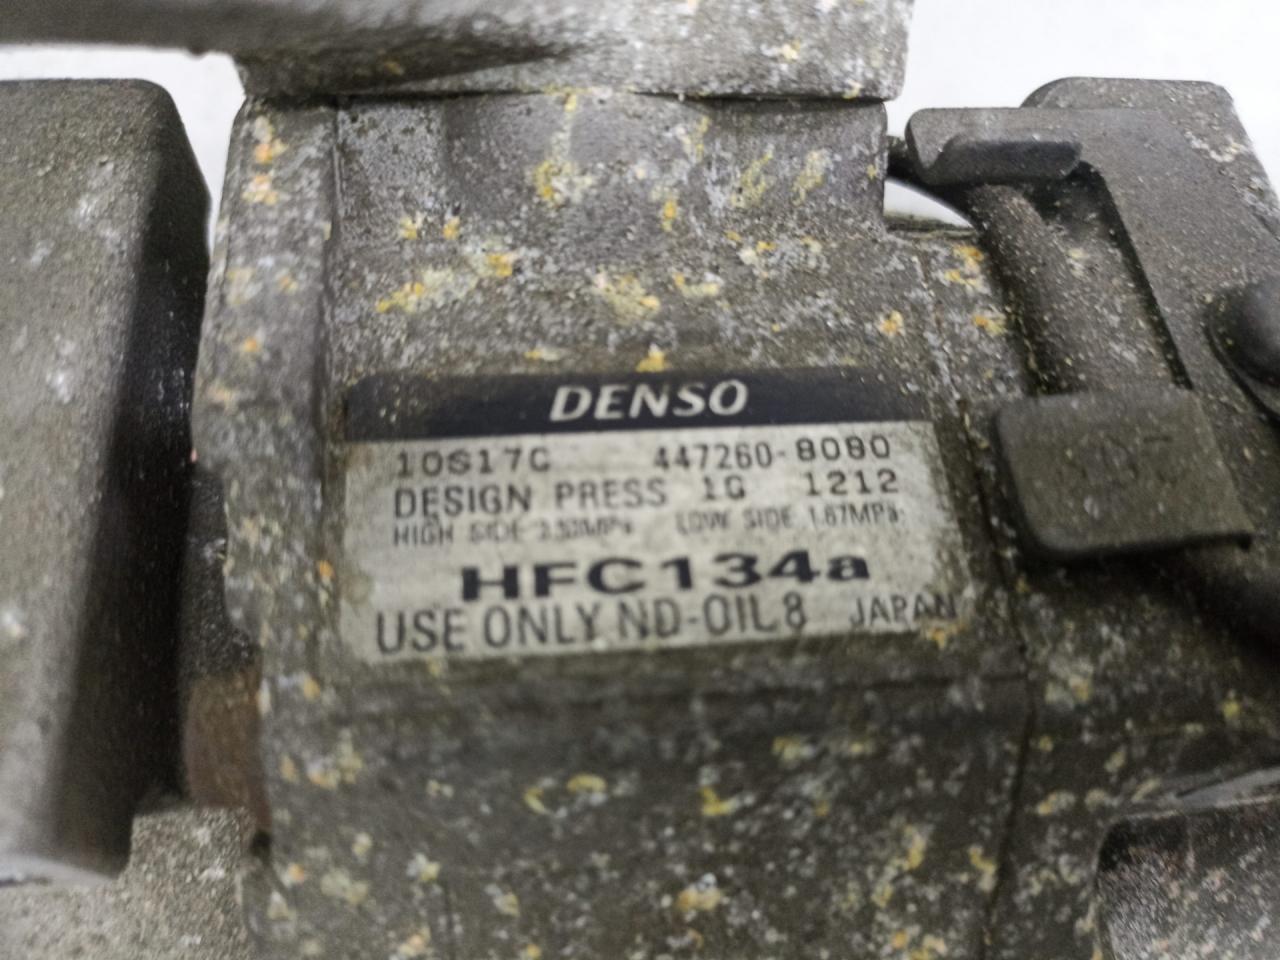 DENSO
10S17C 447260-8080
DESIGN PRESS 1G 1212
HIGH SIDE 3.53MPa LOW SIDE 1.67MPa
HFC134a
USE ONLY ND-OIL8 JAPAN